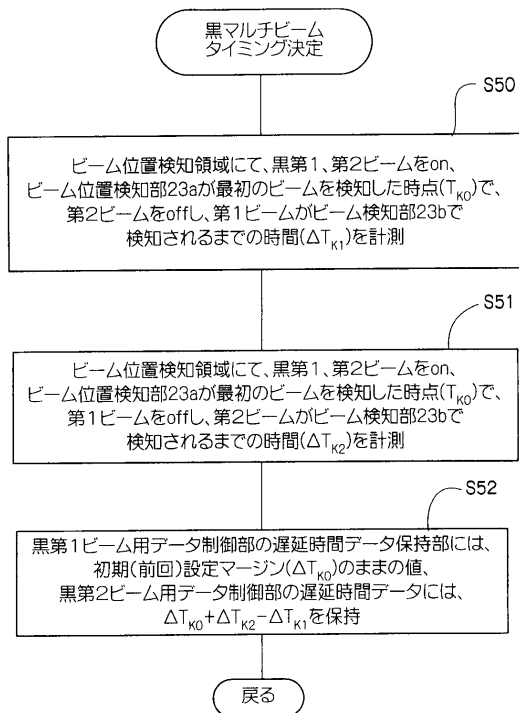 黒マルチビーム
タイミング決定
S50
ビーム位置検知領域にて、黒第1、第2ビームをon、
ビーム位置検知部23aが最初のビームを検知した時点(TK0)で、
第2ビームをoffし、第1ビームがビーム検知部23bで
検知されるまでの時間(ΔTK1)を計測
S51
ビーム位置検知領域にて、黒第1、第2ビームをon、
ビーム位置検知部23aが最初のビームを検知した時点(TK0)で、
第1ビームをoffし、第2ビームがビーム検知部23bで
検知されるまでの時間(ΔTK2)を計測
S52
黒第1ビーム用データ制御部の遅延時間データ保持部には、
初期(前回)設定マージン(ΔTK0)のままの値、
黒第2ビーム用データ制御部の遅延時間データには、
ΔTK0+ΔTK2-ΔTK1を保持
戻る